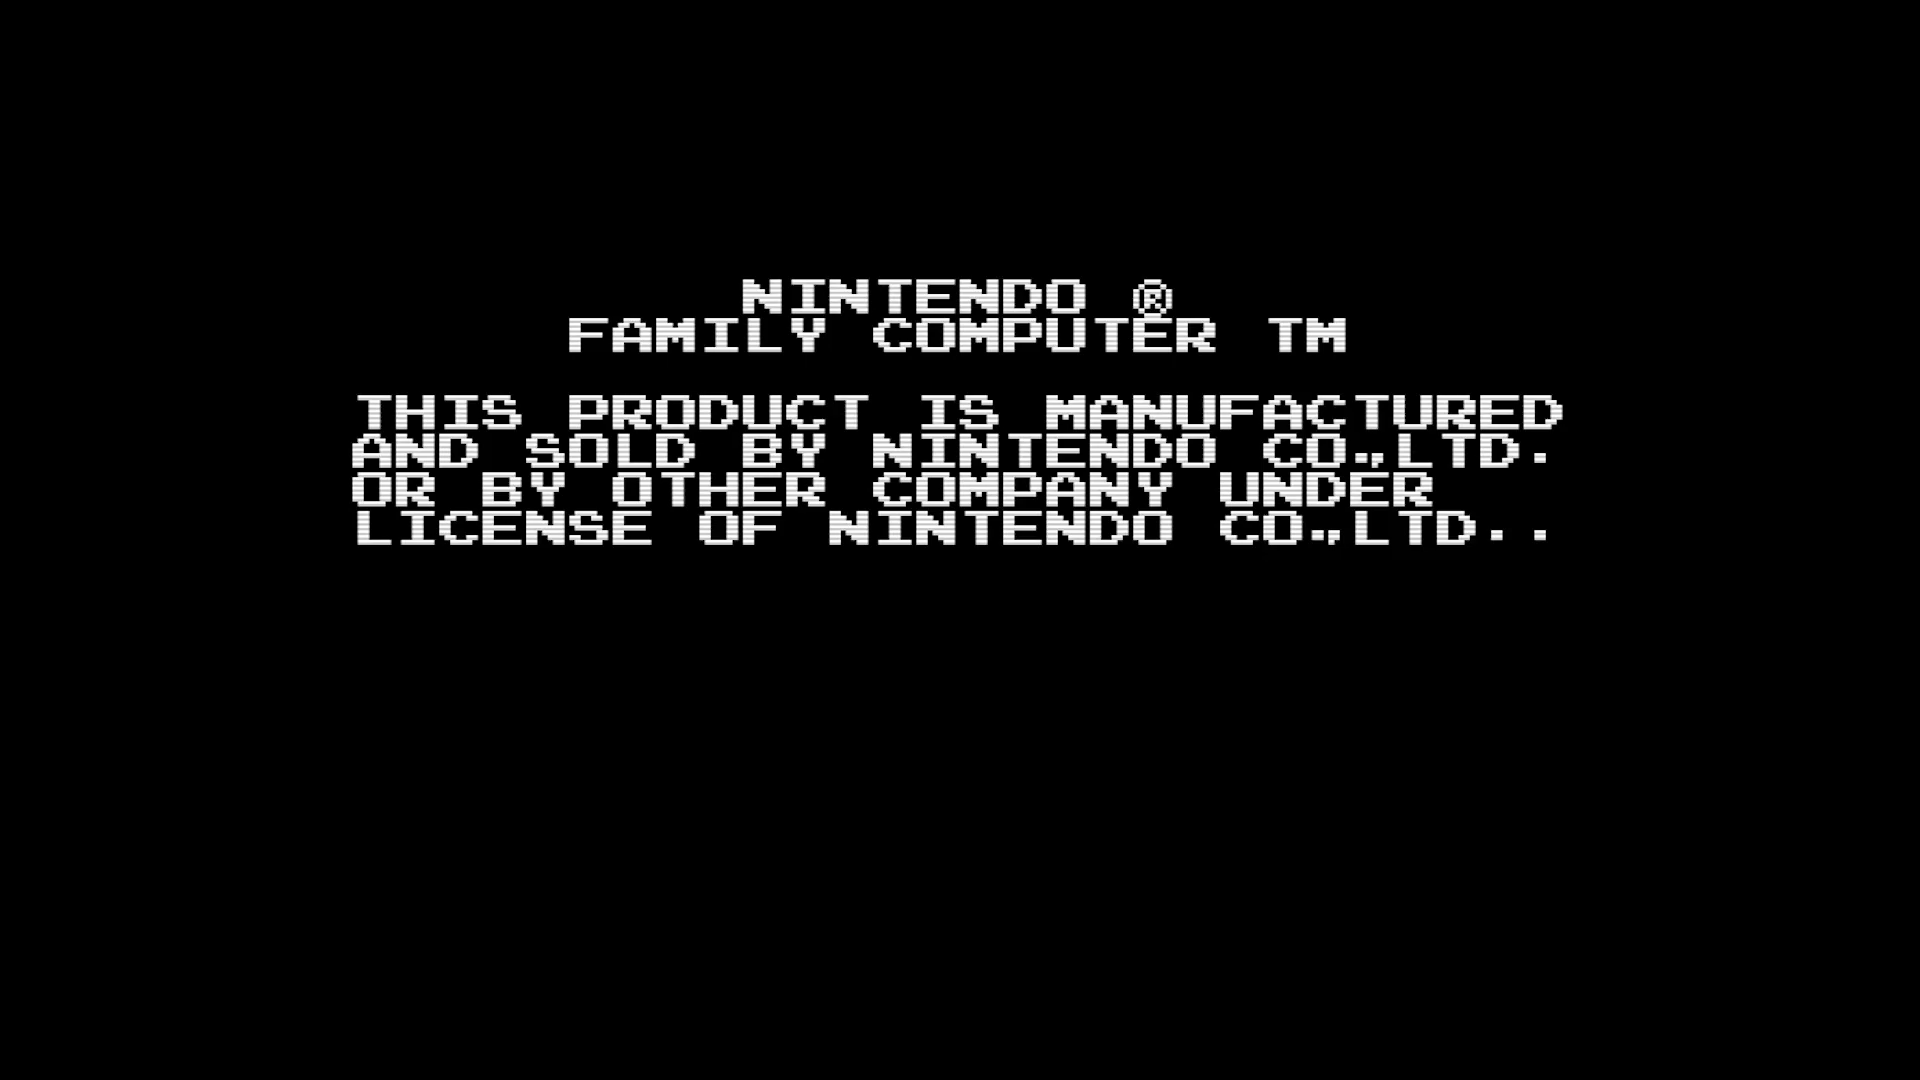 NINTENDO ®
FAMILY COMPUTER TM
THIS PRODUCT IS MANUFACTURED
AND SOLD BY NINTENDO CO.,LTD.
OR BY OTHER COMPANY UNDER
LICENSE OF NINTENDO CO.,LTD..